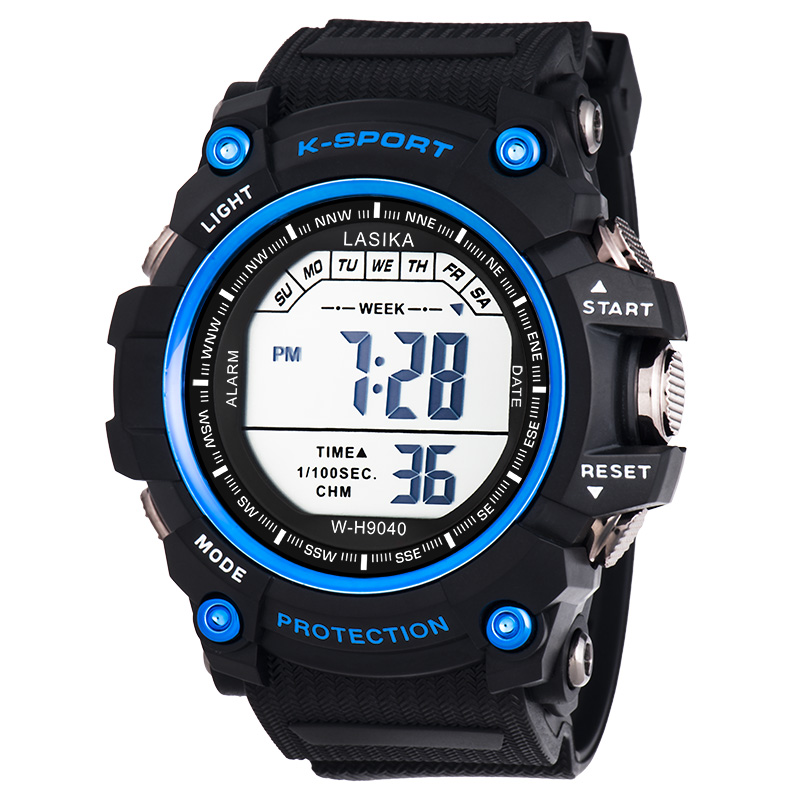 K-SPORT
LIGHT
NNW NNE
NW NE
LASIKA
SU MO TU WE TH FR SA
WEEK
START
WNW ENE
PM 7:28
ALARM DATE
WSW ESE
TIME▲ 36
1/100SEC.
CHM
RESET
W-H9040
SW SE
SSW SSE
MODE
PROTECTION